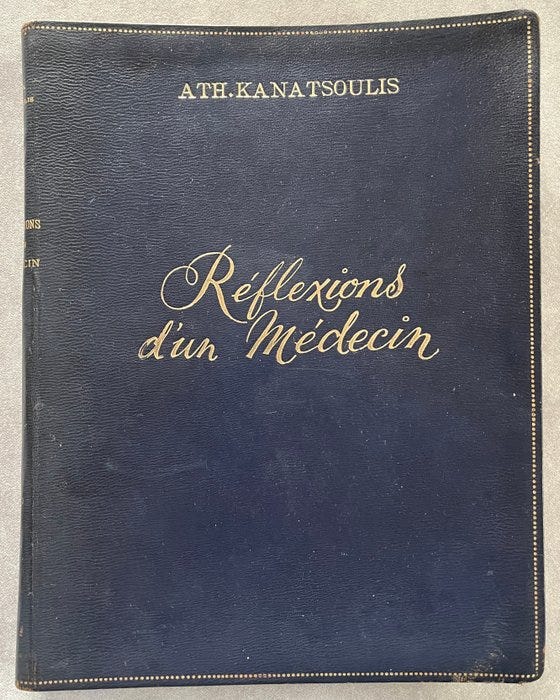 ATH.KANATSOULIS
Réflexions
d'un Médecin